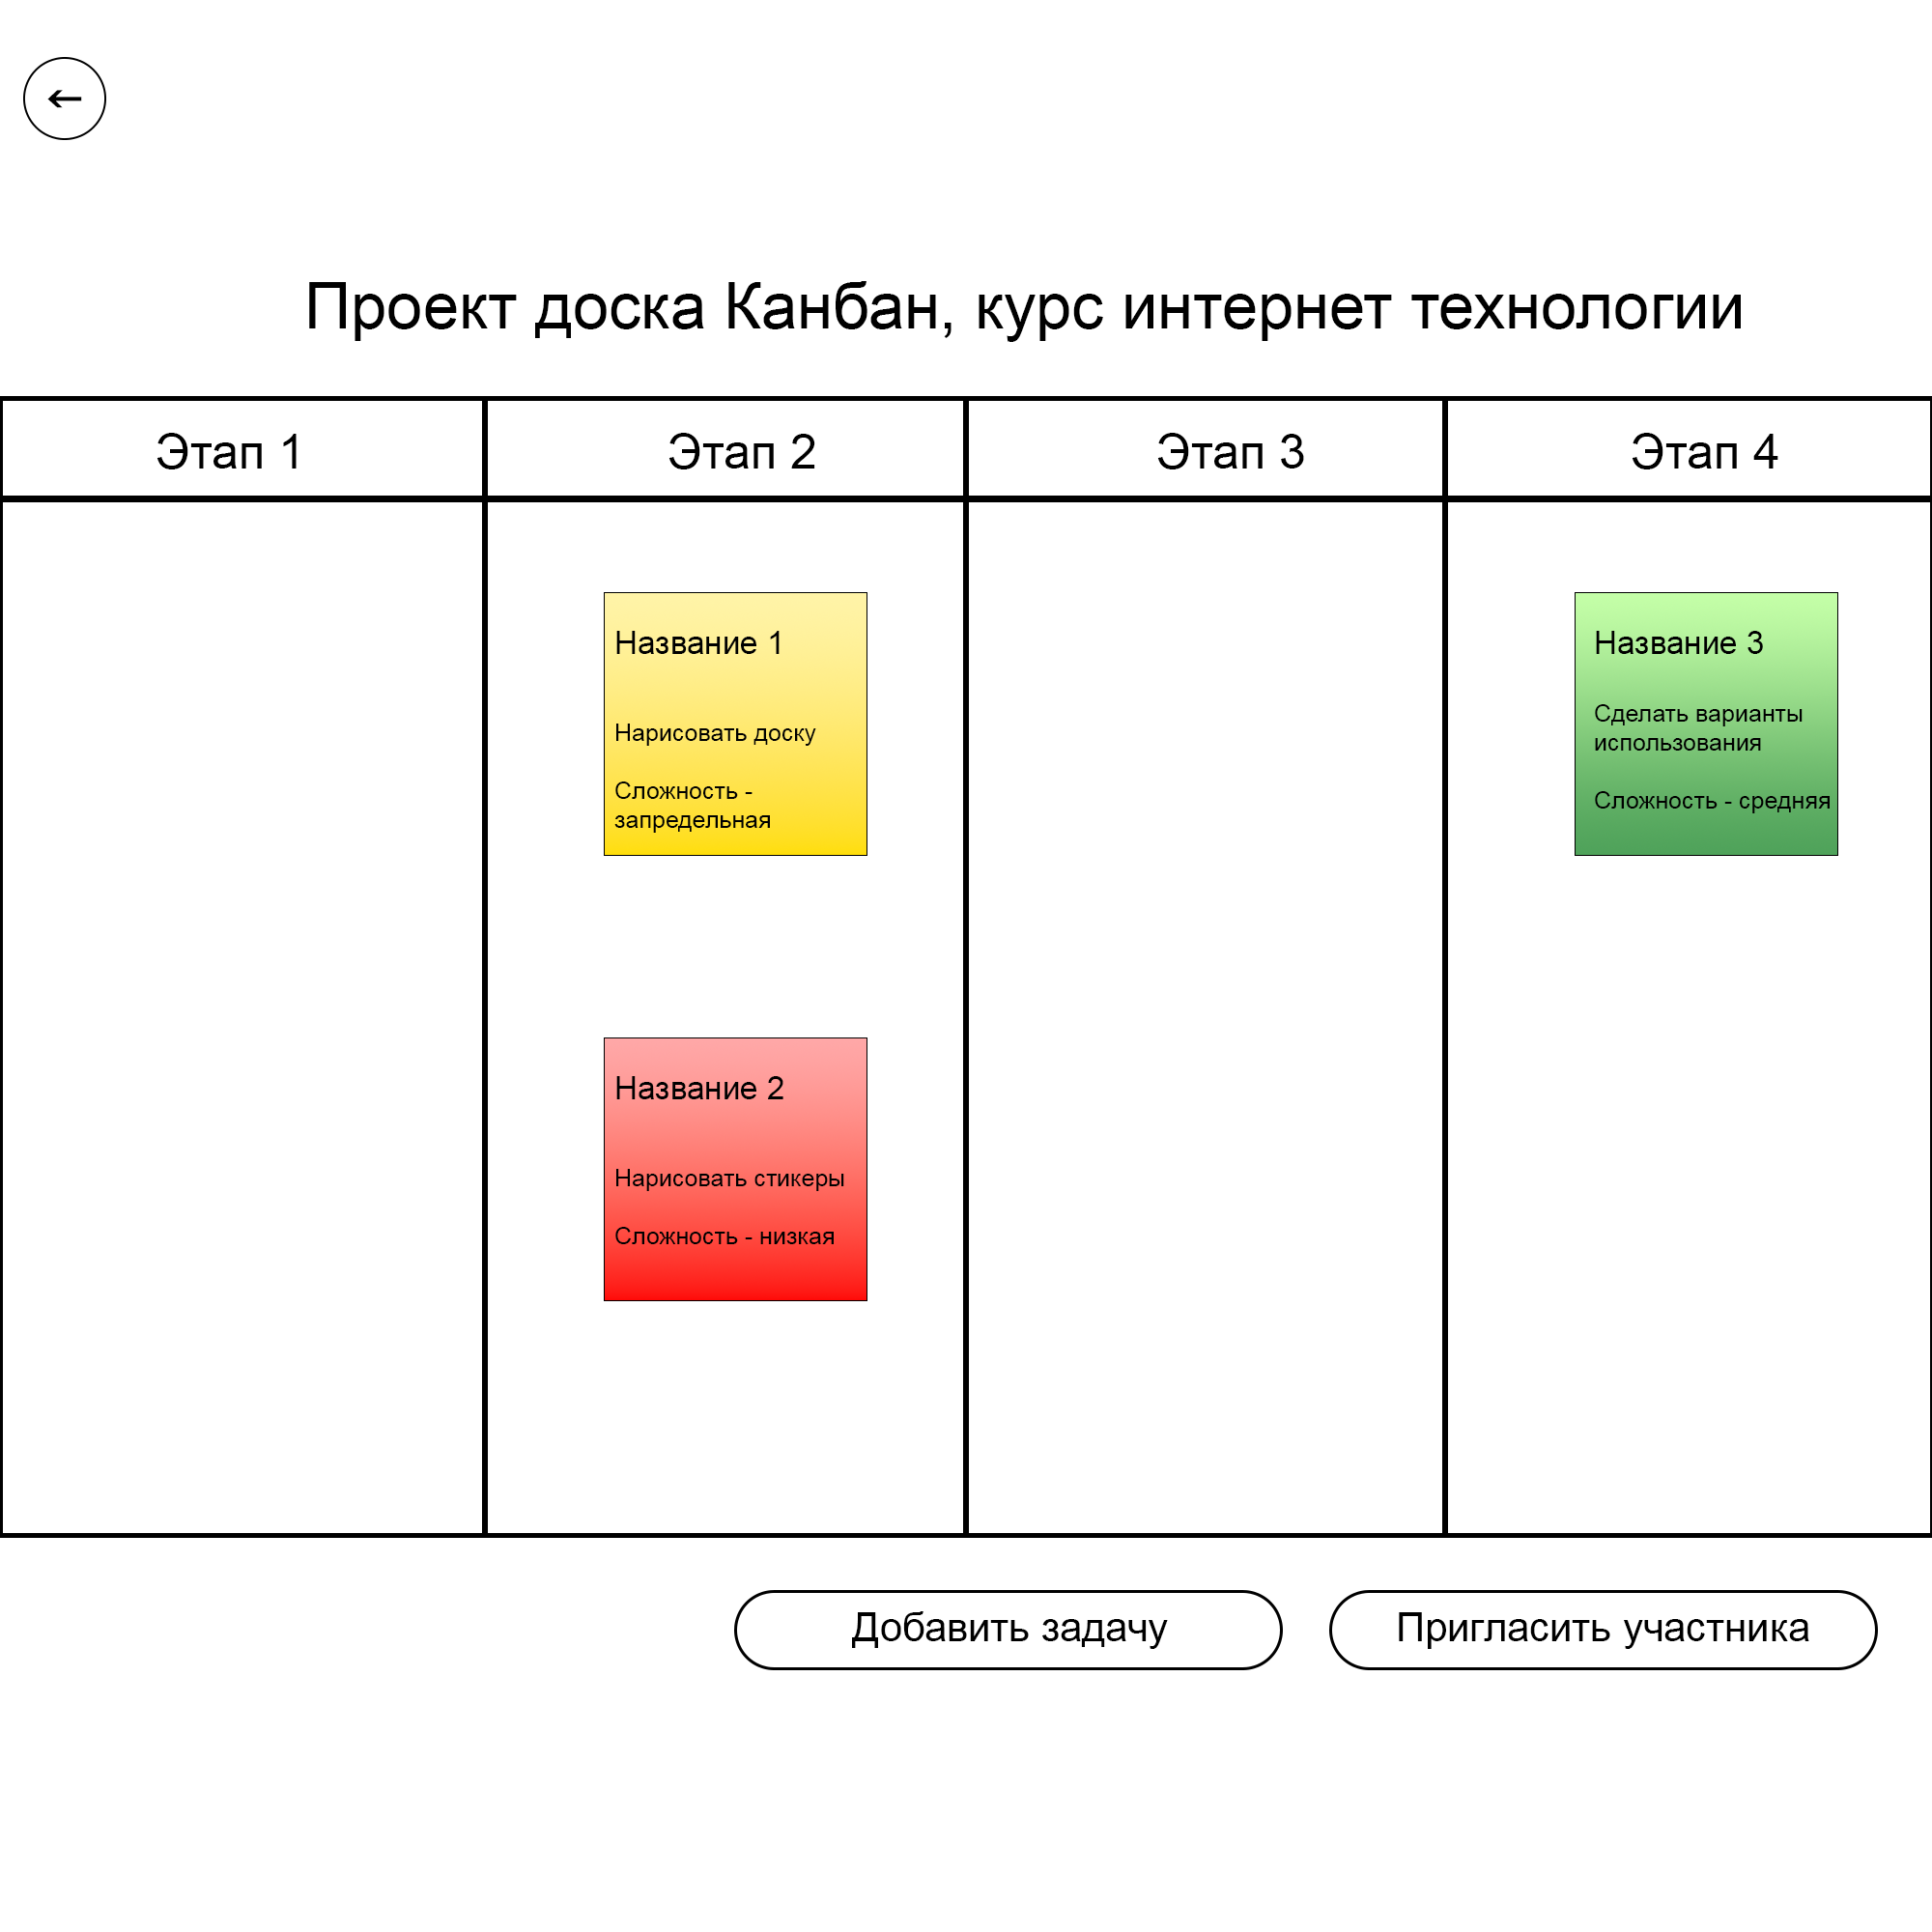 Проект доска Канбан, курс интернет технологии
Этап 1
Этап 2
Этап 3
Этап 4
Название 1
Нарисовать доску
Сложность -
запредельная
Название 2
Нарисовать стикеры
Сложность - низкая
Название 3
Сделать варианты
использования
Сложность - средняя
Добавить задачу
Пригласить участника